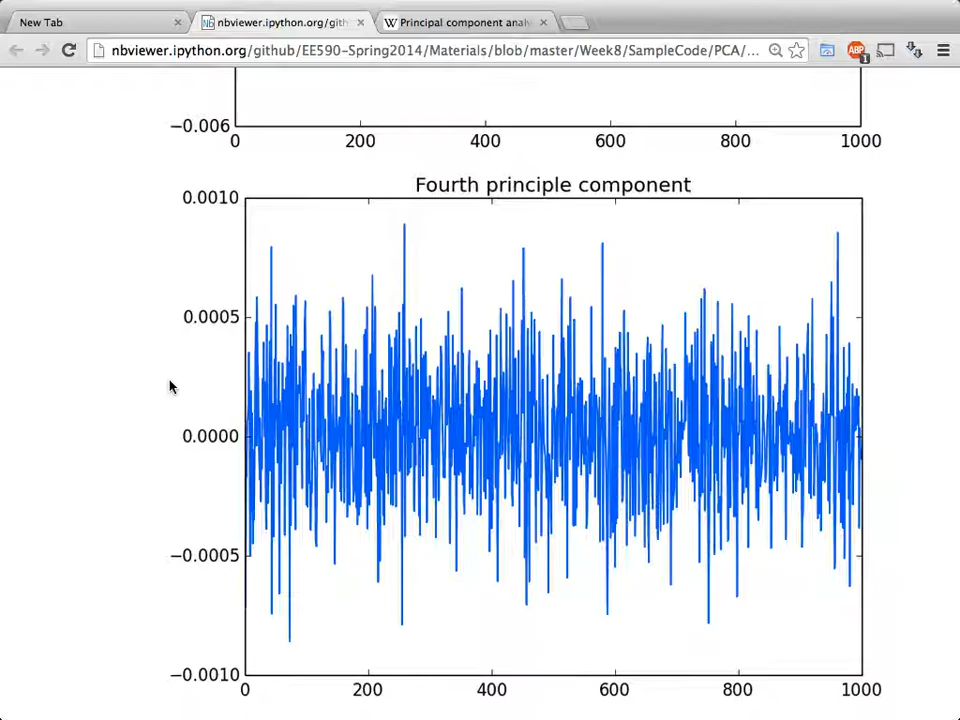 New Tab
nbviewer.ipython.org/gith
Principal component anal
nbviewer.ipython.org/github/EE590-Spring2014/Materials/blob/master/Week8/SampleCode/PCA/...
ABP
1
−0.006
0 200 400 600 800 1000
Fourth principle component
0.0010
0.0005
0.0000
−0.0005
−0.0010
0 200 400 600 800 1000